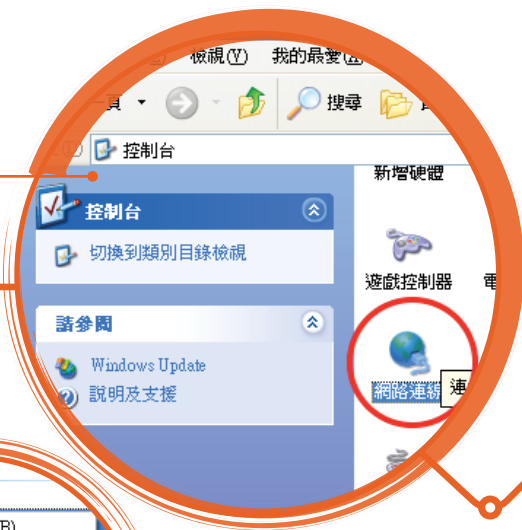 檢視(V) 我的最愛(A)
頁
搜尋
控制台
新增硬體
控制台
切換到類別目錄檢視
遊戲控制器 電
請參閱
Windows Update
說明及支援
網路連線 連
(R)